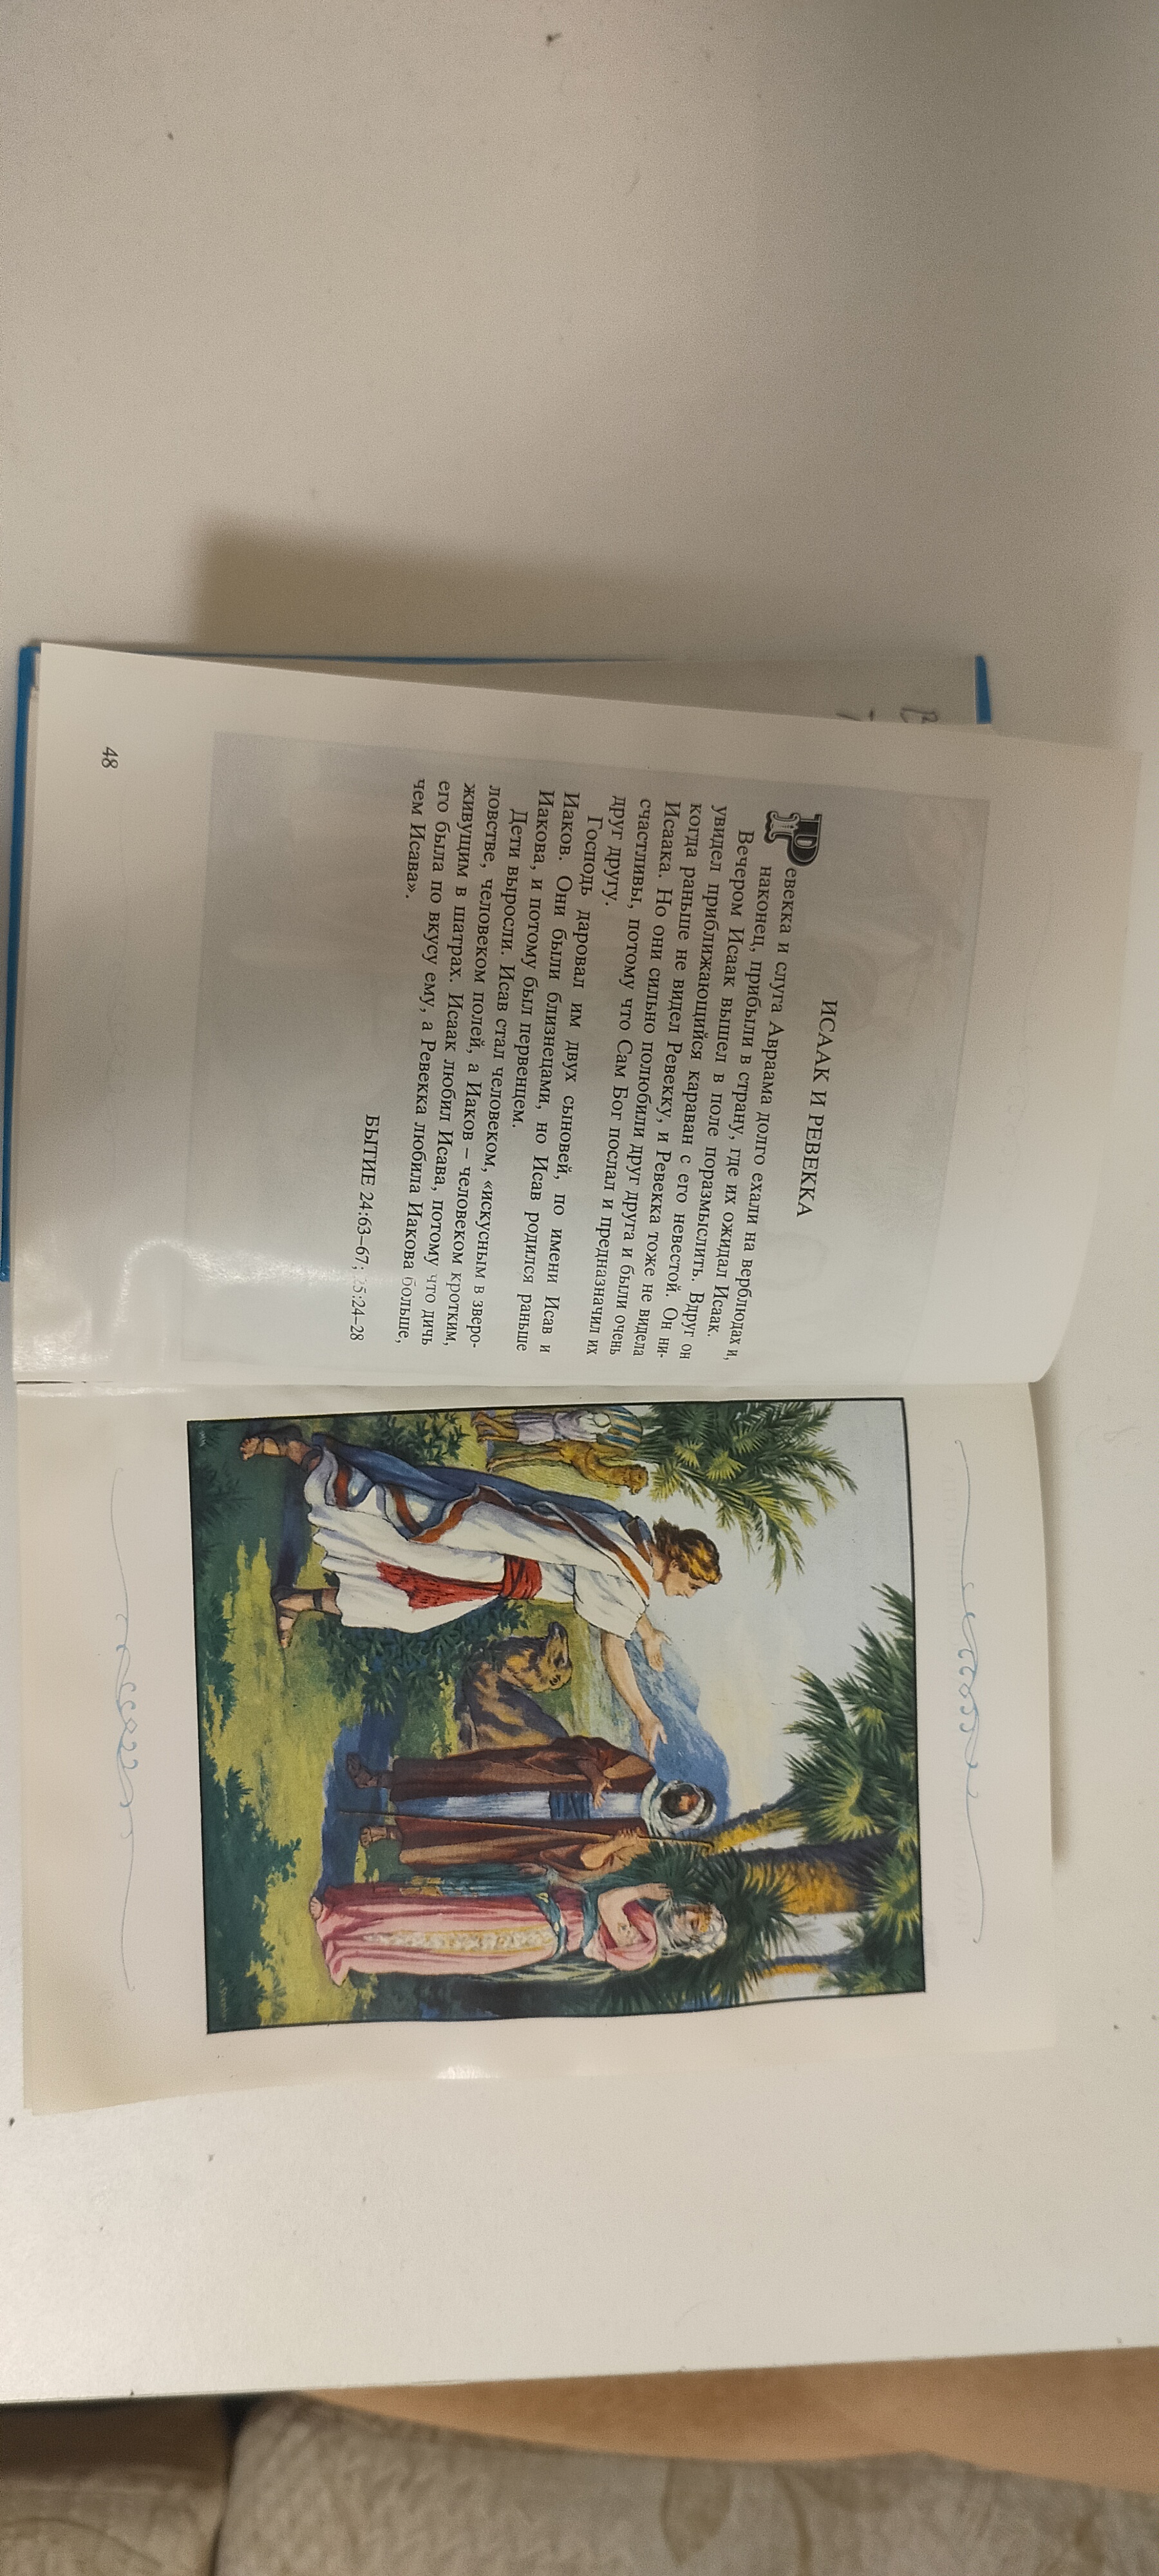 ИСААК И РЕВЕККА
Ревекка и слуга Авраама долго ехали на верблюдах и,
наконец, прибыли в страну, где их ожидал Исаак.
Вечером Исаак вышел в поле поразмыслить. Вдруг он
увидел приближающийся караван с его невестой. Он ни-
когда раньше не видел Ревекку, и Ревекка тоже не видела
Исаака. Но они сильно полюбили друг друга и были очень
счастливы, потому что Сам Бог послал и предназначил их
друг другу.
Господь даровал им двух сыновей, по имени Исав и
Иаков. Они были близнецами, но Исав родился раньше
Иакова, и потому был первенцем.
Дети выросли. Исав стал человеком, «искусным в зверо-
ловстве, человеком полей, а Иаков – человеком кротким,
живущим в шатрах. Исаак любил Исава, потому что дичь
его была по вкусу ему, а Ревекка любила Иакова больше,
чем Исава».
БЫТИЕ 24:63–67; 25:24–28
48